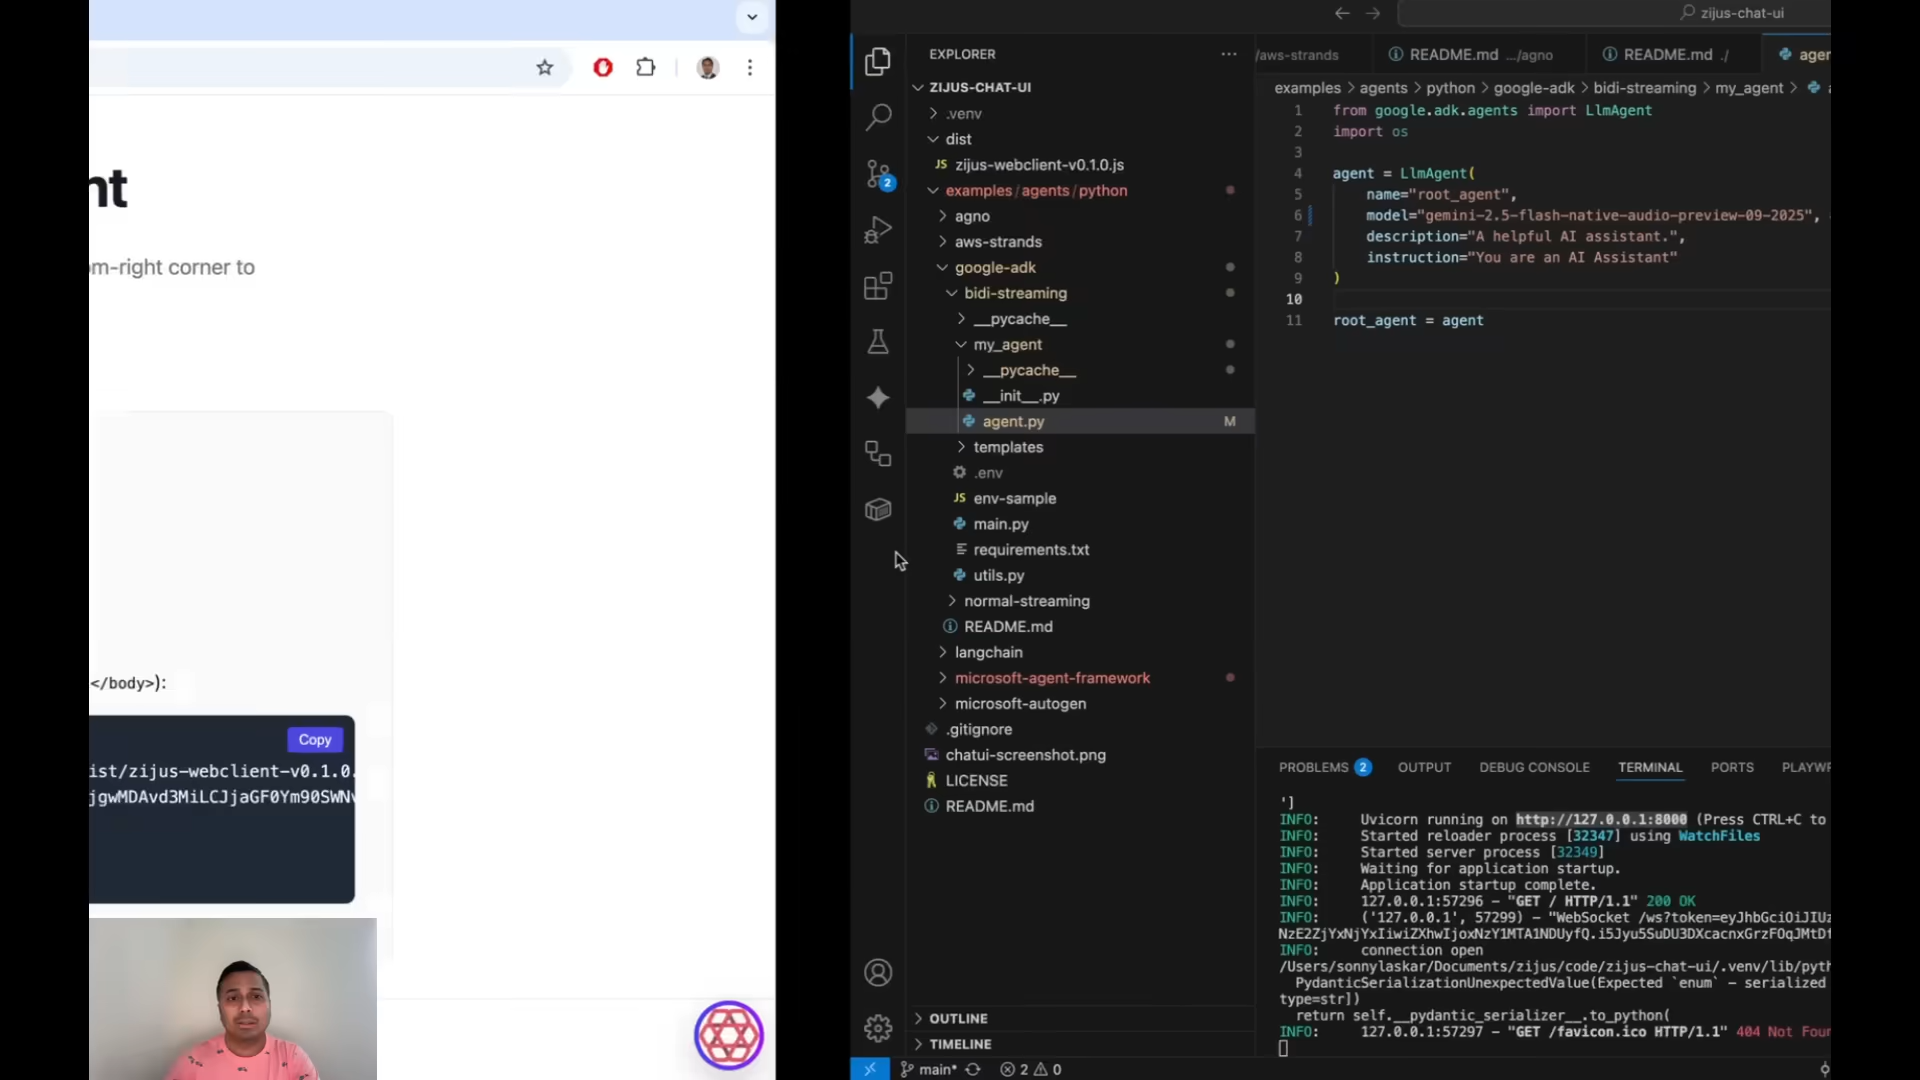 nt
om-right corner to
</body>):
Copy
ist/zijus-webclient-v0.1.0.
zijus-chat-ui
EXPLORER
/aws-strands
README.md .../agno
README.md ./
agen
ZIJUS-CHAT-UI
examples > agents > python > google-adk > bidi-streaming > my_agent >
.venv
dist
JS zijus-webclient-v0.1.0.js
examples / agents / python
agno
aws-strands
google-adk
bidi-streaming
__pycache__
my_agent
__pycache__
__init__.py
agent.py M
templates
.env
JS env-sample
main.py
requirements.txt
utils.py
normal-streaming
README.md
langchain
microsoft-agent-framework
microsoft-autogen
.gitignore
chatui-screenshot.png
LICENSE
README.md
OUTLINE
TIMELINE
2
1 from google.adk.agents import LlmAgent
2 import os
3
4 agent = LlmAgent(
5 name="root_agent",
6 model="gemini-2.5-flash-native-audio-preview-09-2025",
7 description="A helpful AI assistant.",
8 instruction="You are an AI Assistant"
9 )
10
11 root_agent = agent
PROBLEMS 2 OUTPUT DEBUG CONSOLE TERMINAL PORTS PLAYWR
']
INFO: Uvicorn running on http://127.0.0.1:8000 (Press CTRL+C to
INFO: Started reloader process [32347] using WatchFiles
INFO: Started server process [32349]
INFO: Waiting for application startup.
INFO: Application startup complete.
INFO: 127.0.0.1:57296 - "GET / HTTP/1.1" 200 OK
INFO: ('127.0.0.1', 57299) - "WebSocket /ws?token=eyJhbGciOiJIUz
INFO: connection open
/Users/sonnylaskar/Documents/zijus/code/zijus-chat-ui/.venv/lib/pyth
PydanticSerializationUnexpectedValue(Expected `enum` - serialized
type=str])
return self.__pydantic_serializer__.to_python(
INFO: 127.0.0.1:57297 - "GET /favicon.ico HTTP/1.1" 404 Not Foun
main* 2 0